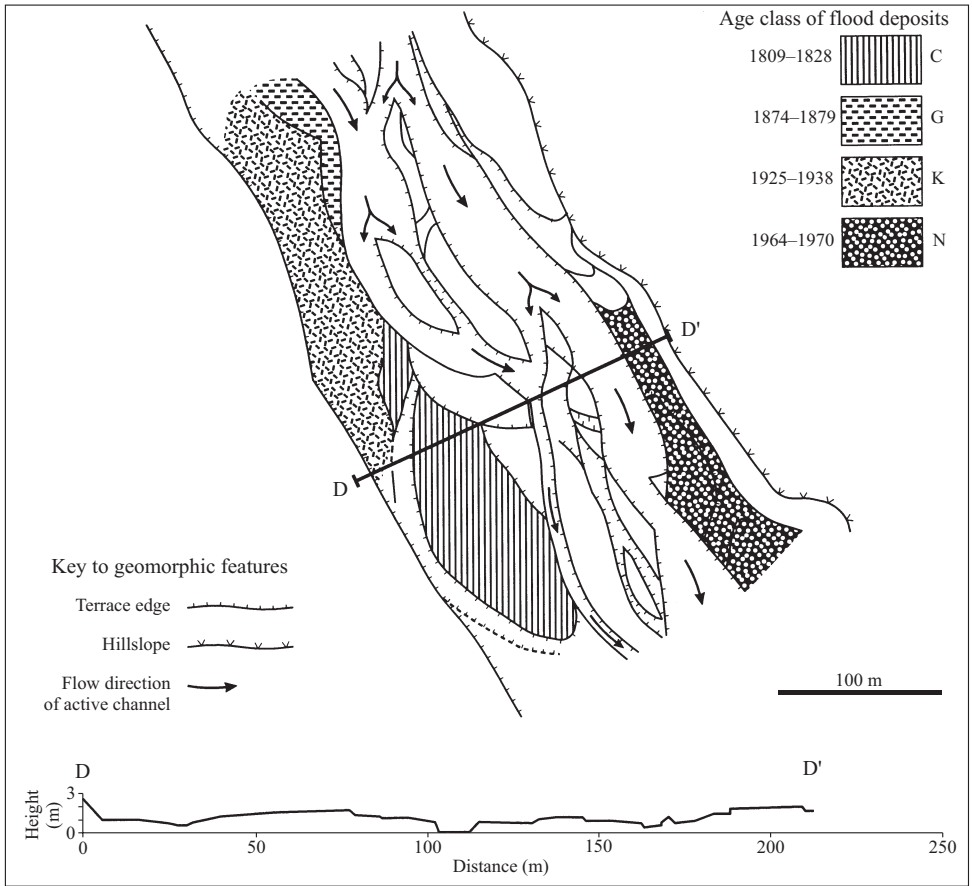 Age class of flood deposits
1809–1828 C
1874–1879 G
1925–1938 K
1964–1970 N
D'
D
Key to geomorphic features
Terrace edge
Hillslope
Flow direction
of active channel
100 m
D D'
Height
(m)
3
0
0 50 100 150 200 250
Distance (m)